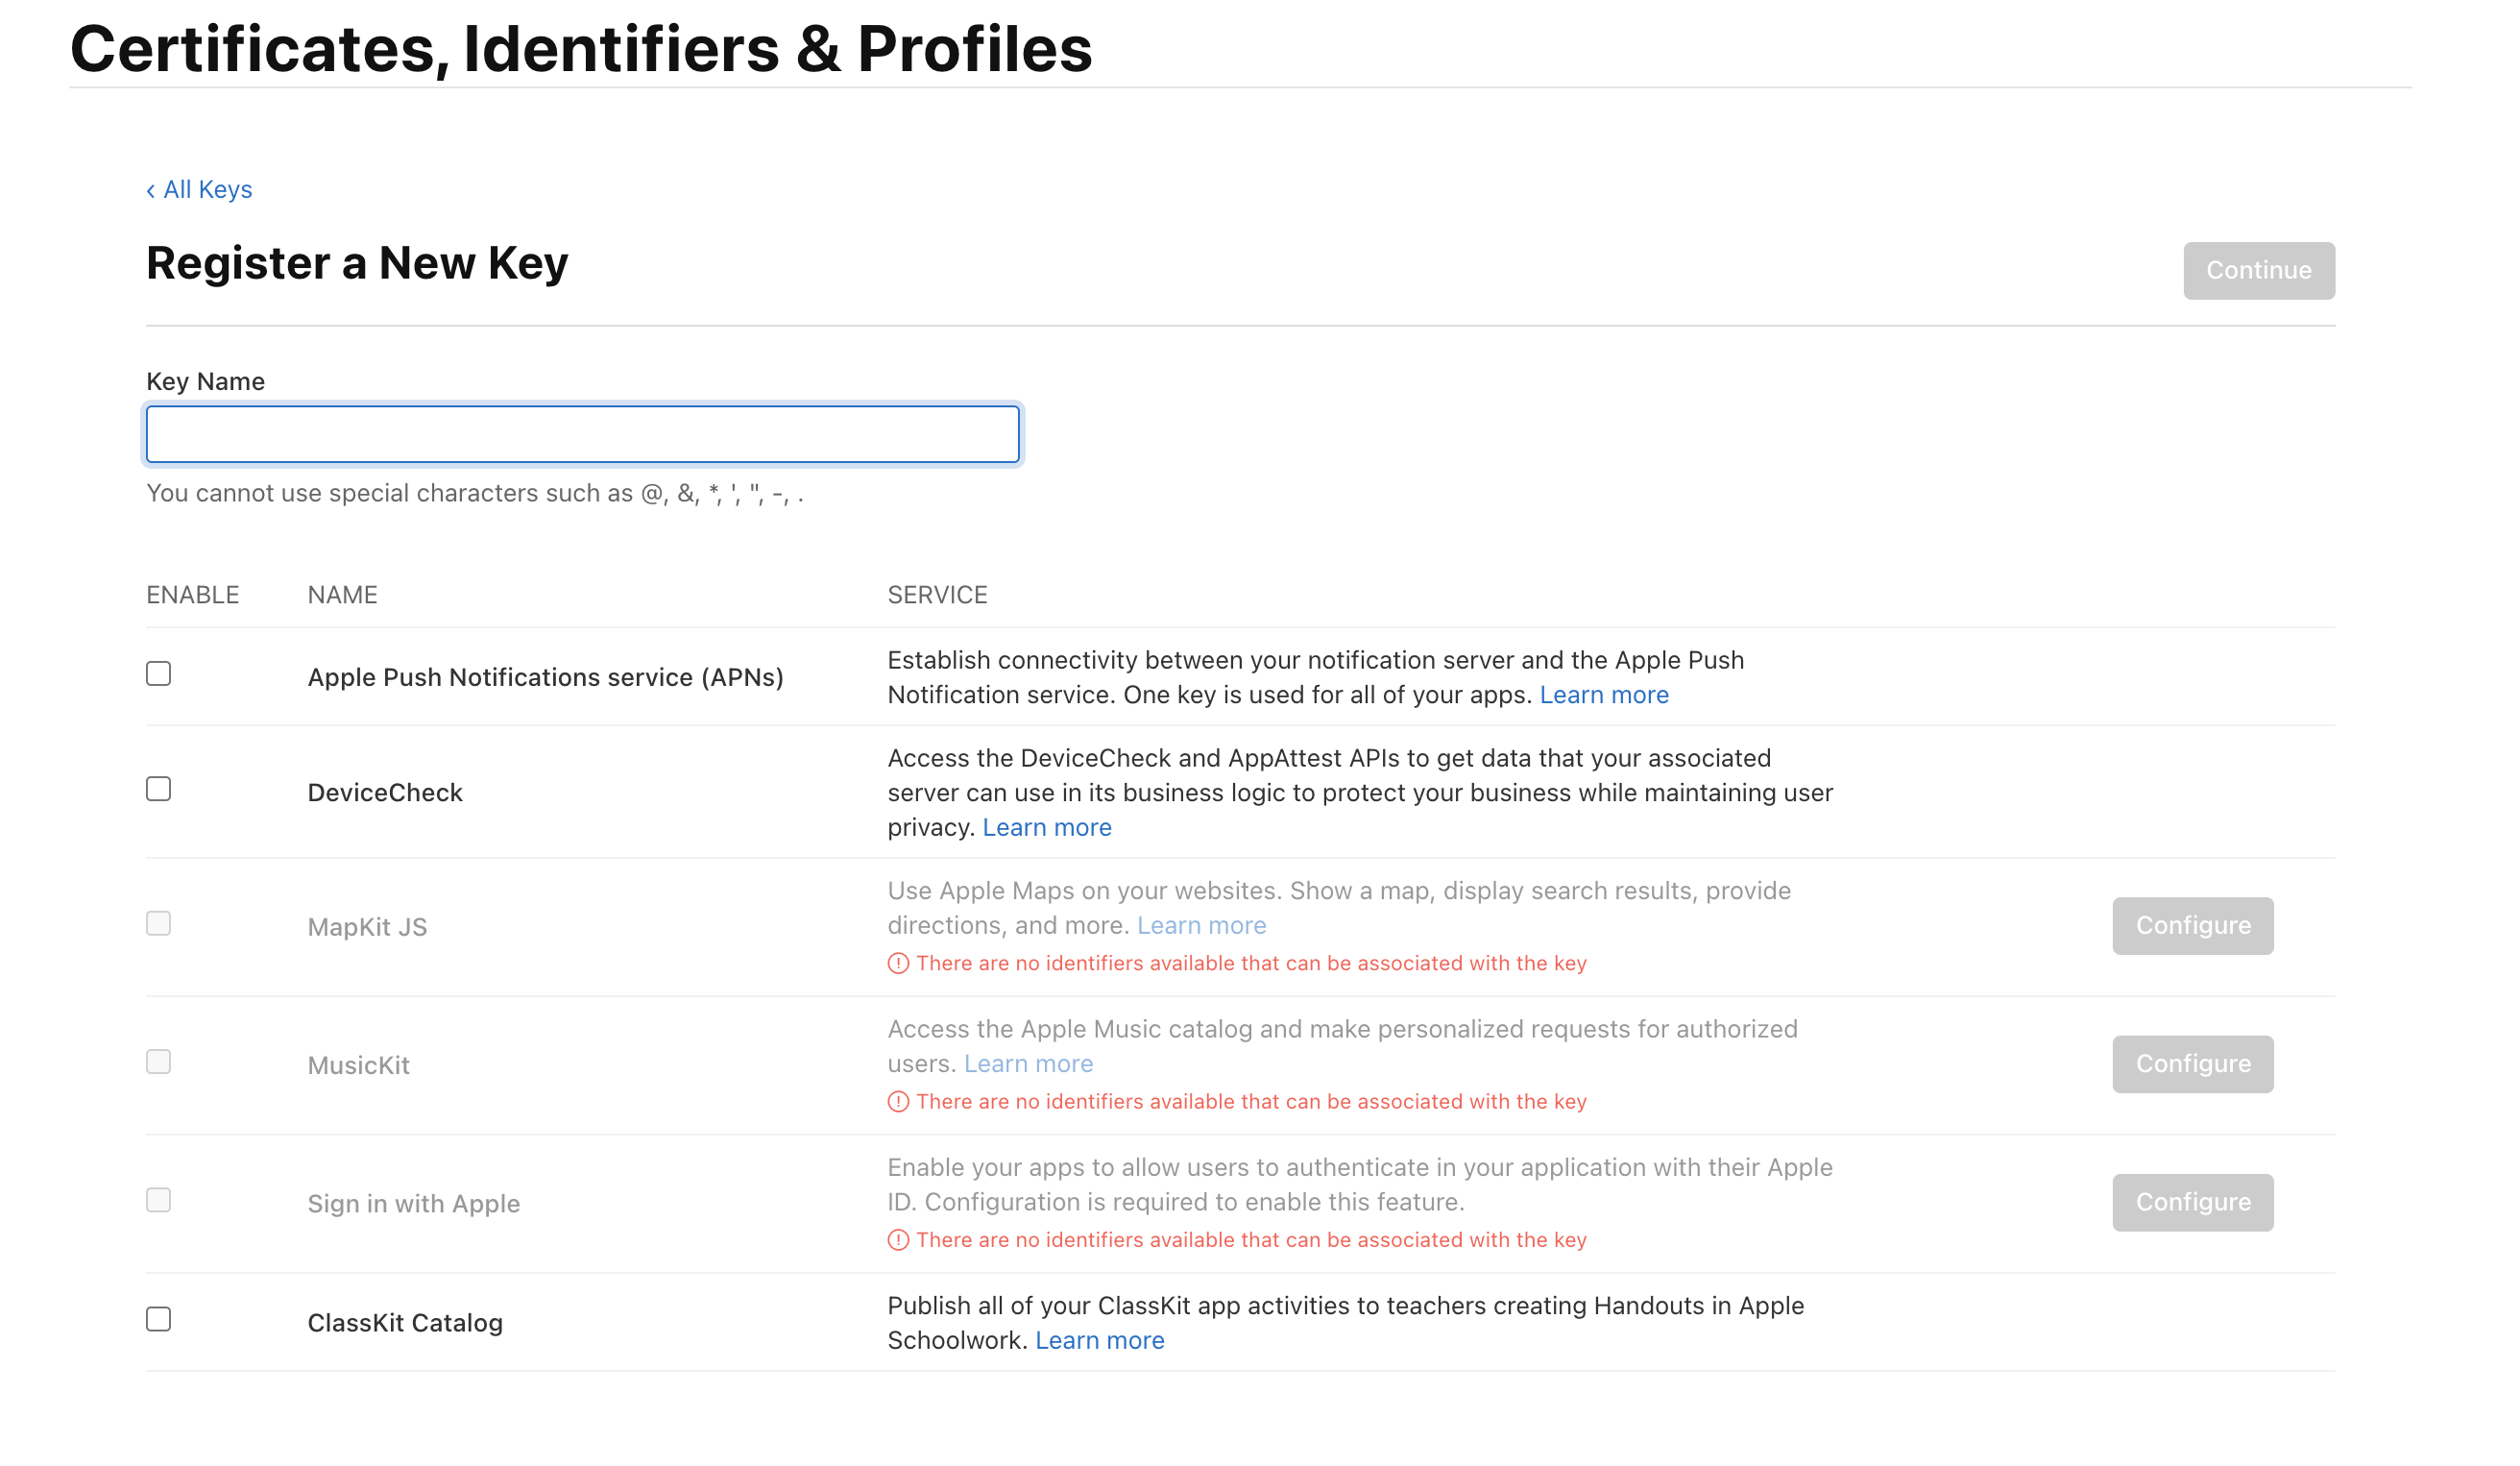 Certificates, Identifiers & Profiles
‹ All Keys
Register a New Key
Continue
Key Name
You cannot use special characters such as @, &, *, ', ", -, .
ENABLE NAME SERVICE
Apple Push Notifications service (APNs)
Establish connectivity between your notification server and the Apple Push
Notification service. One key is used for all of your apps. Learn more
DeviceCheck
Access the DeviceCheck and AppAttest APIs to get data that your associated
server can use in its business logic to protect your business while maintaining user
privacy. Learn more
MapKit JS
Use Apple Maps on your websites. Show a map, display search results, provide
directions, and more. Learn more
There are no identifiers available that can be associated with the key
Configure
MusicKit
Access the Apple Music catalog and make personalized requests for authorized
users. Learn more
There are no identifiers available that can be associated with the key
Configure
Sign in with Apple
Enable your apps to allow users to authenticate in your application with their Apple
ID. Configuration is required to enable this feature.
There are no identifiers available that can be associated with the key
Configure
ClassKit Catalog
Publish all of your ClassKit app activities to teachers creating Handouts in Apple
Schoolwork. Learn more